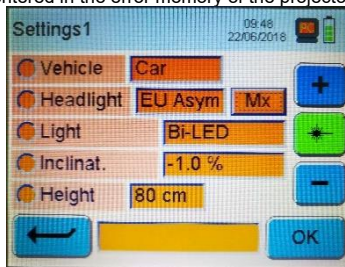 ntered in the error memory of the projecto
Settings1
09:48
22/06/2018
PC
Vehicle Car
Headlight EU Asym Mx
Light Bi-LED
Inclinat. -1.0 %
Height 80 cm
+
-
OK